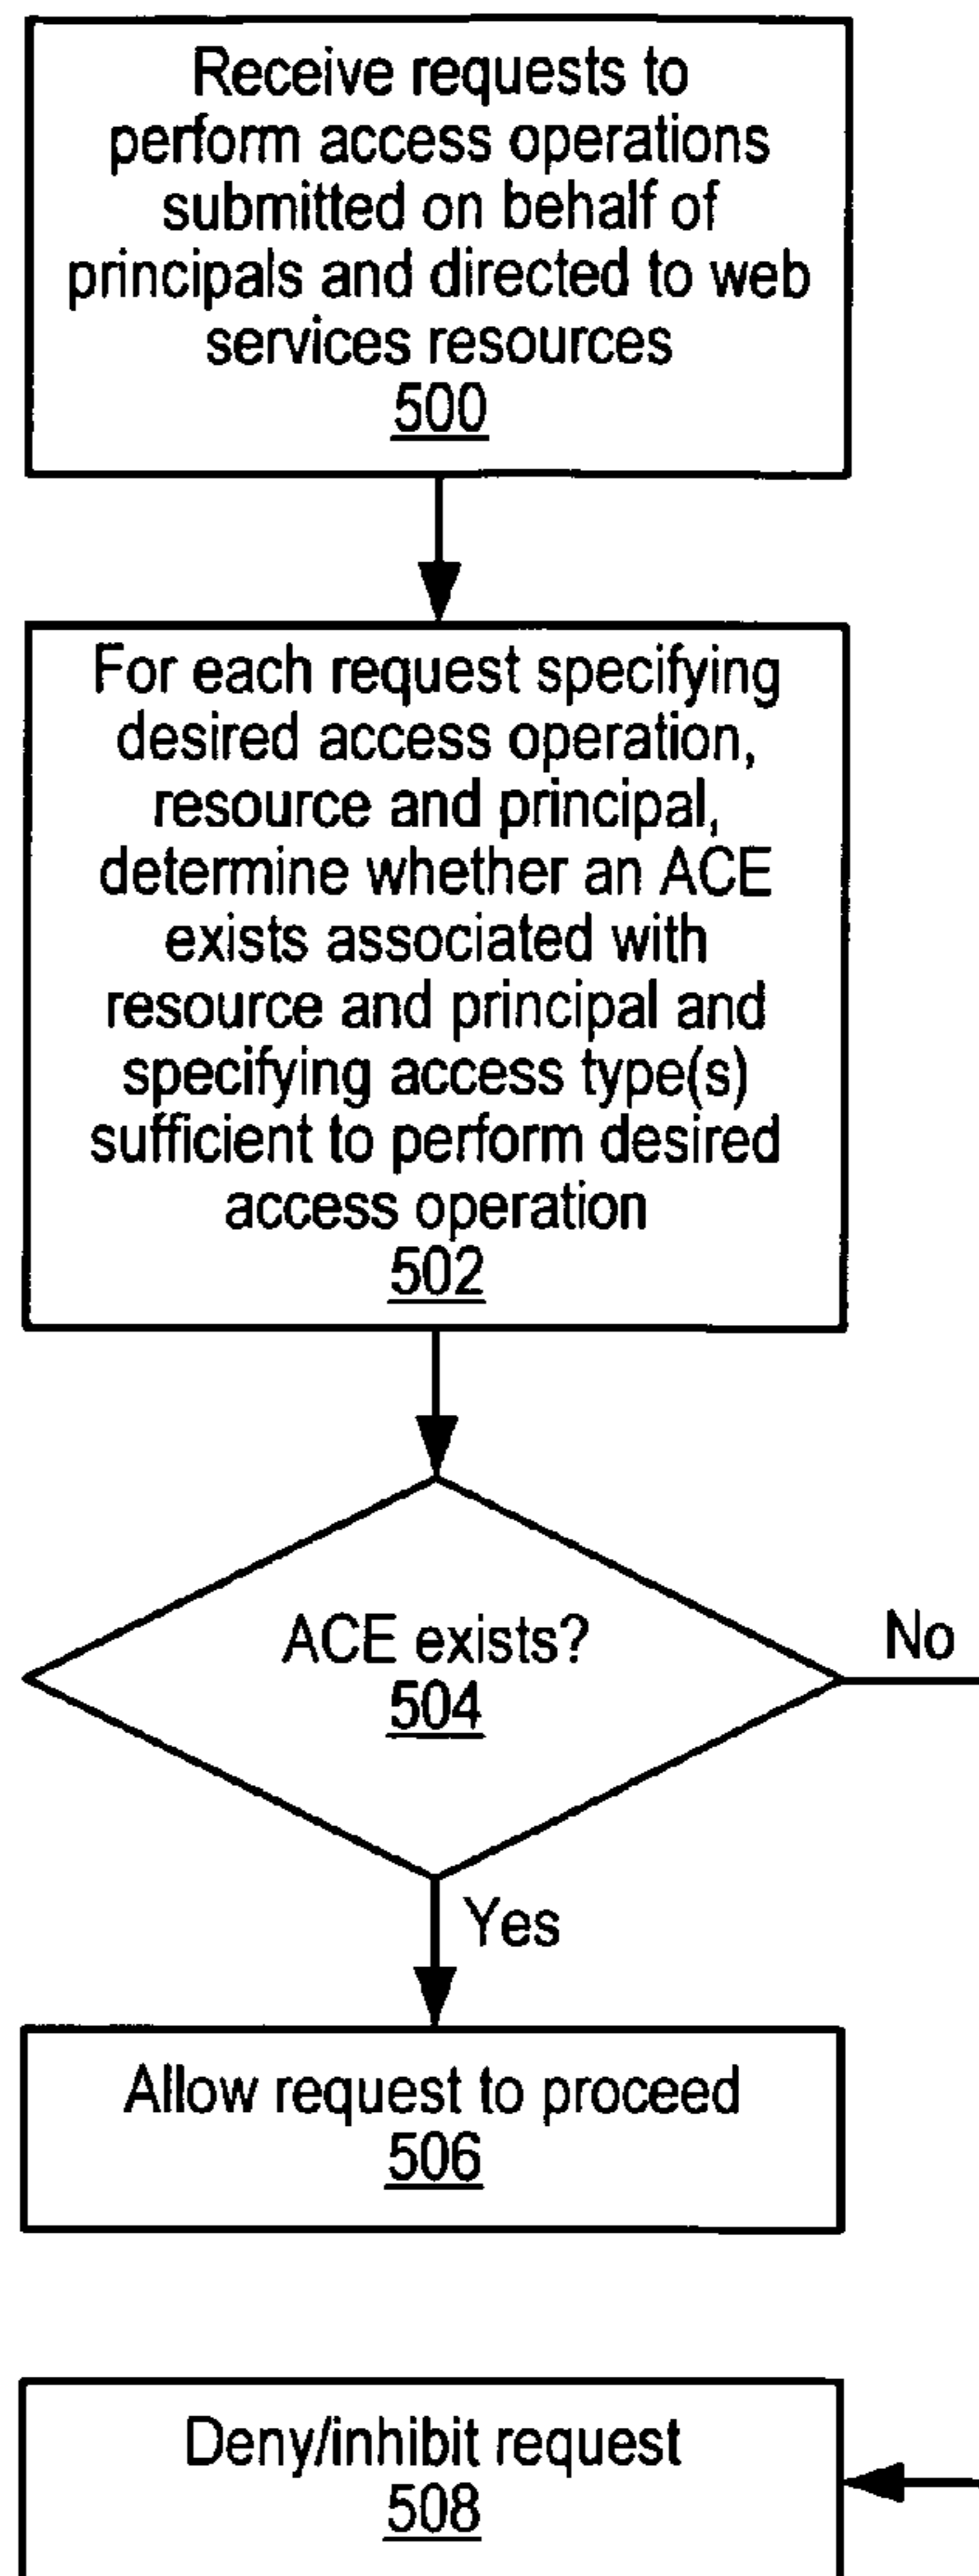 Receive requests to
perform access operations
submitted on behalf of
principals and directed to web
services resources
500
For each request specifying
desired access operation,
resource and principal,
determine whether an ACE
exists associated with
resource and principal and
specifying access type(s)
sufficient to perform desired
access operation
502
ACE exists?
504
No
Yes
Allow request to proceed
506
Deny/inhibit request
508